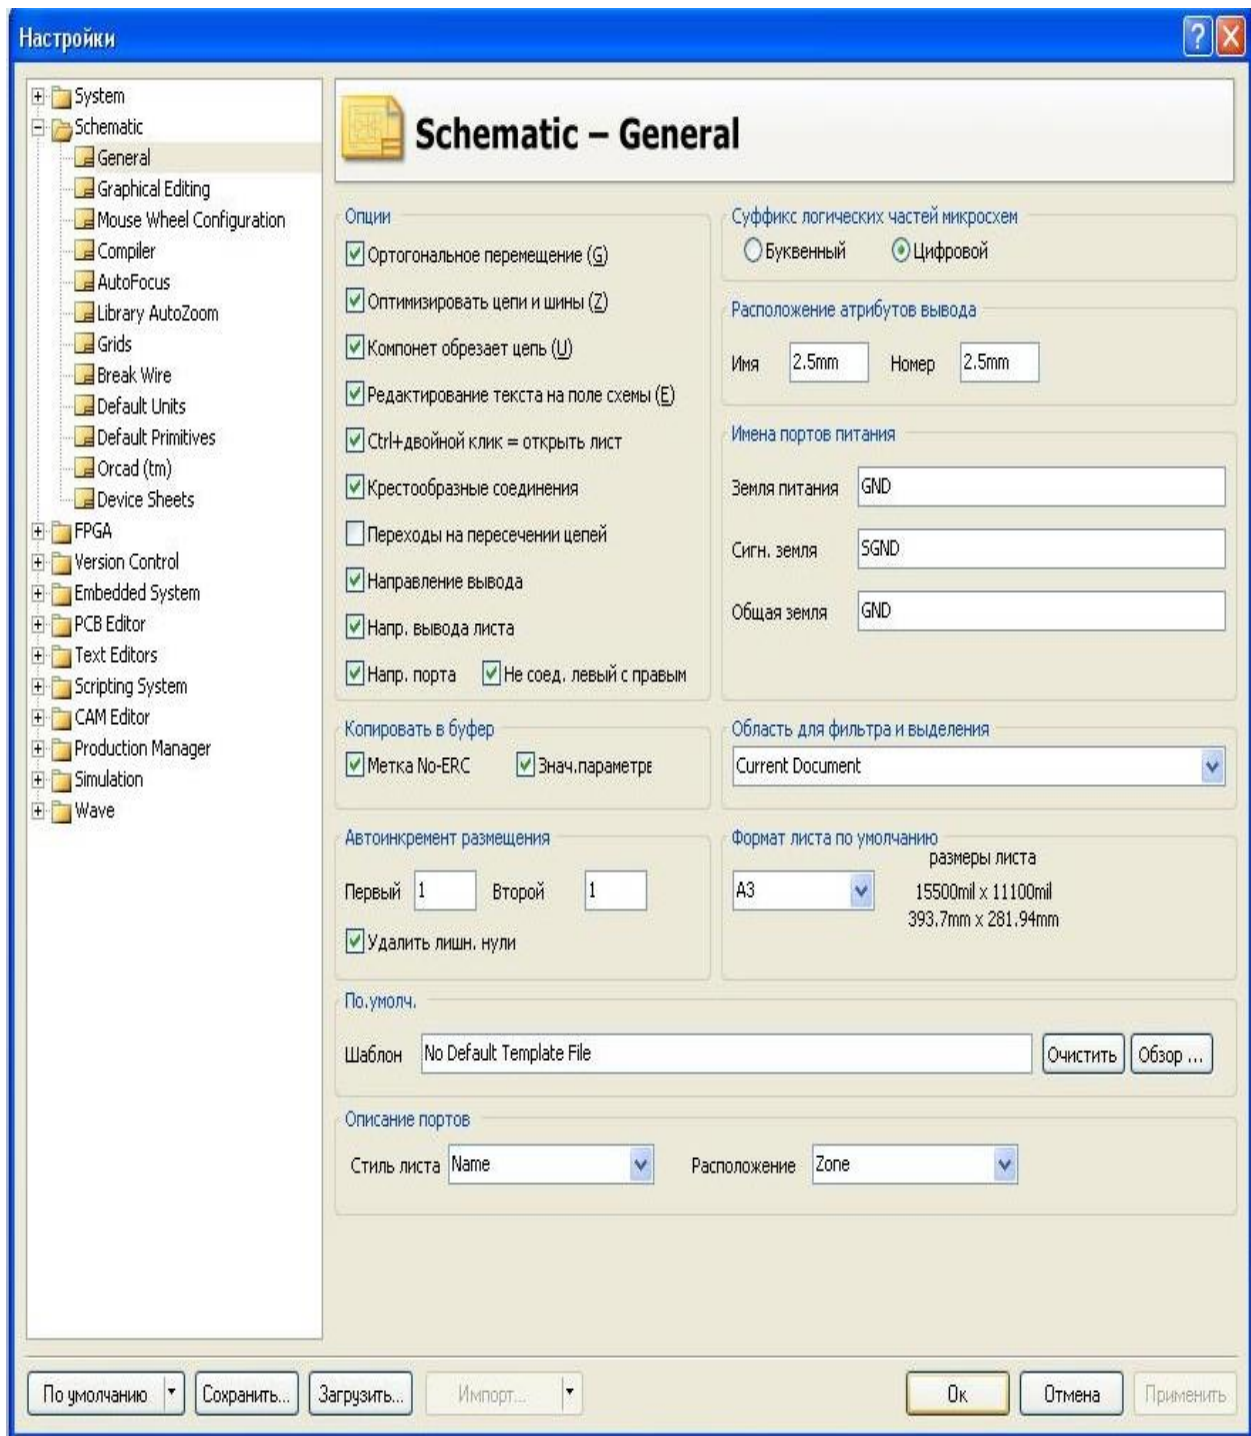 Настройки
System
Schematic
General
Graphical Editing
Mouse Wheel Configuration
Compiler
AutoFocus
Library AutoZoom
Grids
Break Wire
Default Units
Default Primitives
Orcad (tm)
Device Sheets
FPGA
Version Control
Embedded System
PCB Editor
Text Editors
Scripting System
CAM Editor
Production Manager
Simulation
Wave
Schematic – General
Опции
Ортогональное перемещение (G)
Оптимизировать цепи и шины (Z)
Компонет обрезает цепь (U)
Редактирование текста на поле схемы (E)
Ctrl+двойной клик = открыть лист
Крестообразные соединения
Переходы на пересечении цепей
Направление вывода
Напр. вывода листа
Напр. порта Не соед. левый с правым
Суффикс логических частей микросхем
Буквенный Цифровой
Расположение атрибутов вывода
Имя 2.5mm Номер 2.5mm
Имена портов питания
Земля питания GND
Сигн. земля SGND
Общая земля GND
Копировать в буфер
Метка No-ERC Знач.параметре
Область для фильтра и выделения
Current Document
Автоинкремент размещения
Первый 1 Второй 1
Удалить лишн. нули
Формат листа по умолчанию
размеры листа
A3 15500mil x 11100mil
393.7mm x 281.94mm
По.умолч.
Шаблон No Default Template File Очистить Обзор ...
Описание портов
Стиль листа Name Расположение Zone
По умолчанию Сохранить... Загрузить... Импорт... Ок Отмена Применить